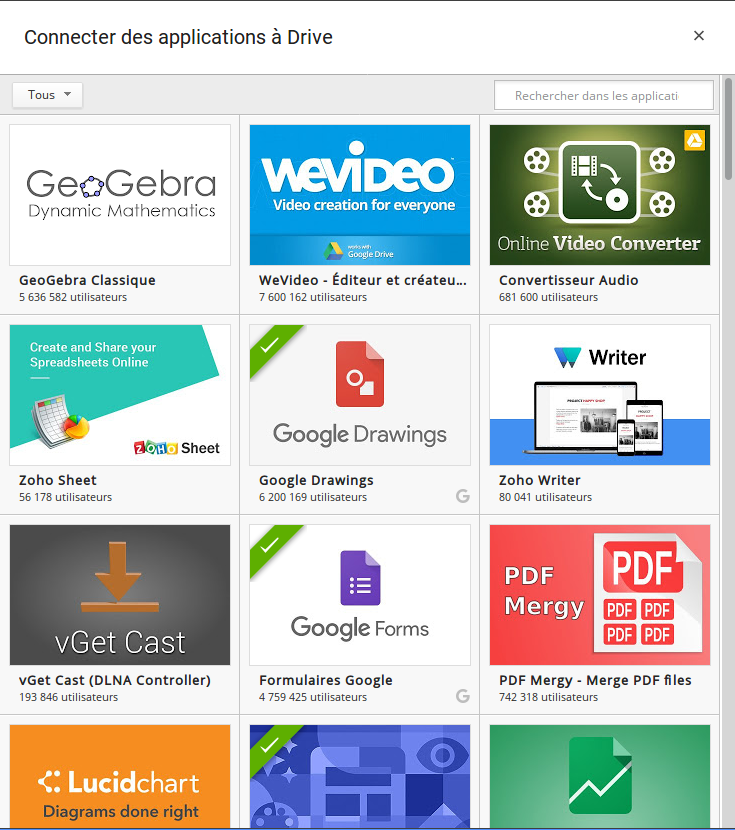 Connecter des applications à Drive
Tous
Rechercher dans les applicati
GeoGebra
Dynamic Mathematics
GeoGebra Classique
5 636 582 utilisateurs
WeVideo
Video creation for everyone
works with
Google Drive
WeVideo - Éditeur et créateu...
7 600 162 utilisateurs
Online Video Converter
Convertisseur Audio
681 600 utilisateurs
Create and Share your
Spreadsheets Online
ZOHO Sheet
Zoho Sheet
56 178 utilisateurs
Google Drawings
Google Drawings
6 200 169 utilisateurs
G
Writer
PROJECT HAPPY SHOP
PROJECT
Zoho Writer
80 041 utilisateurs
vGet Cast
vGet Cast (DLNA Controller)
193 846 utilisateurs
Google Forms
Formulaires Google
4 759 425 utilisateurs
G
PDF
Mergy
PDF
PDF PDF
PDF PDF
PDF Mergy - Merge PDF files
742 318 utilisateurs
Lucidchart
Diagrams done right